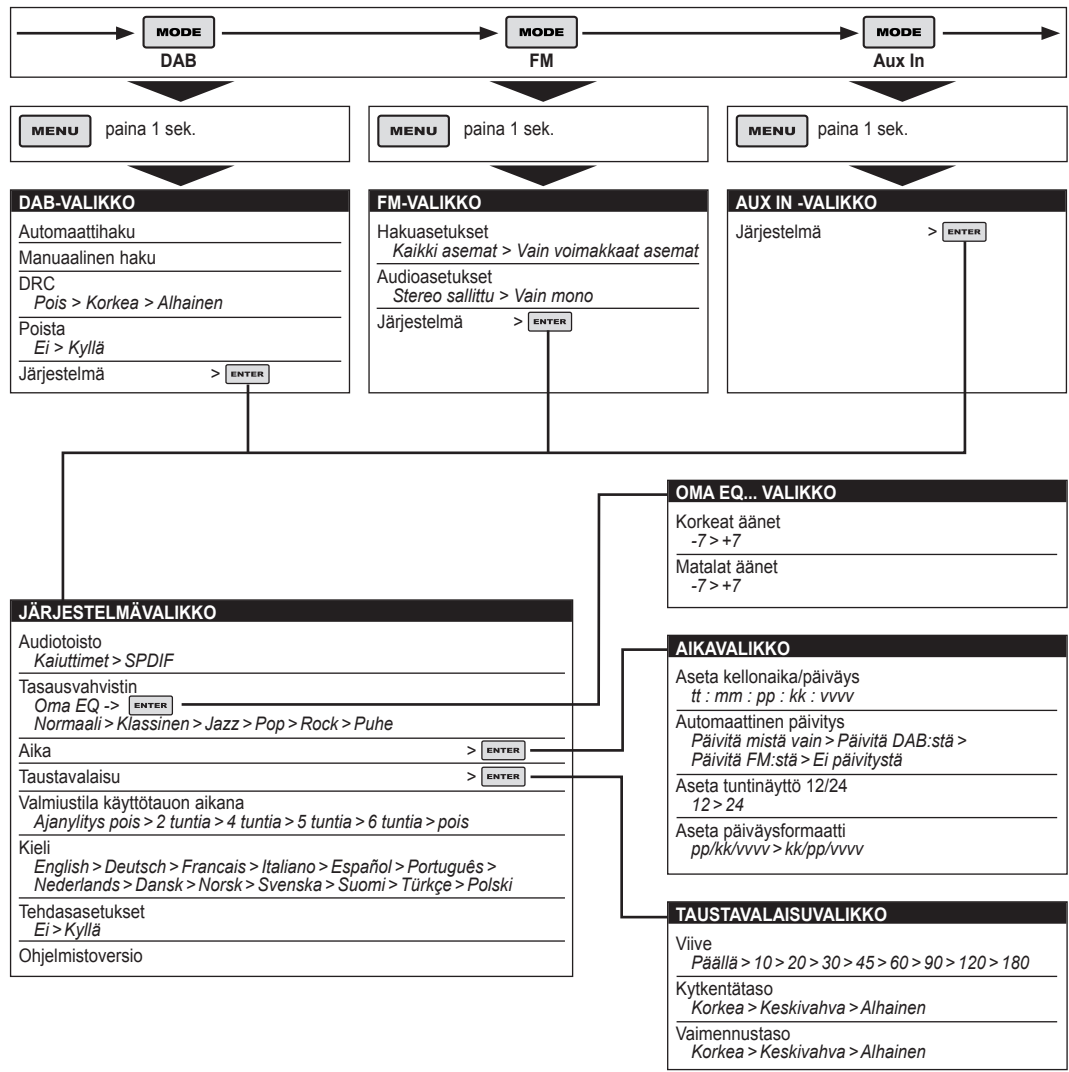 MODE MODE MODE
DAB FM Aux In
MENU paina 1 sek.
MENU paina 1 sek.
MENU paina 1 sek.
DAB-VALIKKO
Automaattihaku
Manuaalinen haku
DRC
Pois > Korkea > Alhainen
Poista
Ei > Kyllä
Järjestelmä > ENTER
FM-VALIKKO
Hakuasetukset
Kaikki asemat > Vain voimakkaat asemat
Audioasetukset
Stereo sallittu > Vain mono
Järjestelmä > ENTER
AUX IN -VALIKKO
Järjestelmä > ENTER
JÄRJESTELMÄVALIKKO
Audiotoisto
Kaiuttimet > SPDIF
Tasausvahvistin
Oma EQ -> ENTER
Normaali > Klassinen > Jazz > Pop > Rock > Puhe
Aika > ENTER
Taustavalaisu > ENTER
Valmiustila käyttötauon aikana
Ajanylitys pois > 2 tuntia > 4 tuntia > 5 tuntia > 6 tuntia > pois
Kieli
English > Deutsch > Francais > Italiano > Español > Português >
Nederlands > Dansk > Norsk > Svenska > Suomi > Türkçe > Polski
Tehdasasetukset
Ei > Kyllä
Ohjelmistoversio
OMA EQ... VALIKKO
Korkeat äänet
-7 > +7
Matalat äänet
-7 > +7
AIKAVALIKKO
Aseta kellonaika/päiväys
tt : mm : pp : kk : vvvv
Automaattinen päivitys
Päivitä mistä vain > Päivitä DAB:stä >
Päivitä FM:stä > Ei päivitystä
Aseta tuntinäyttö 12/24
12 > 24
Aseta päiväysformaatti
pp/kk/vvvv > kk/pp/vvvv
TAUSTAVALAISUVALIKKO
Viive
Päällä > 10 > 20 > 30 > 45 > 60 > 90 > 120 > 180
Kytkentätaso
Korkea > Keskivahva > Alhainen
Vaimennustaso
Korkea > Keskivahva > Alhainen